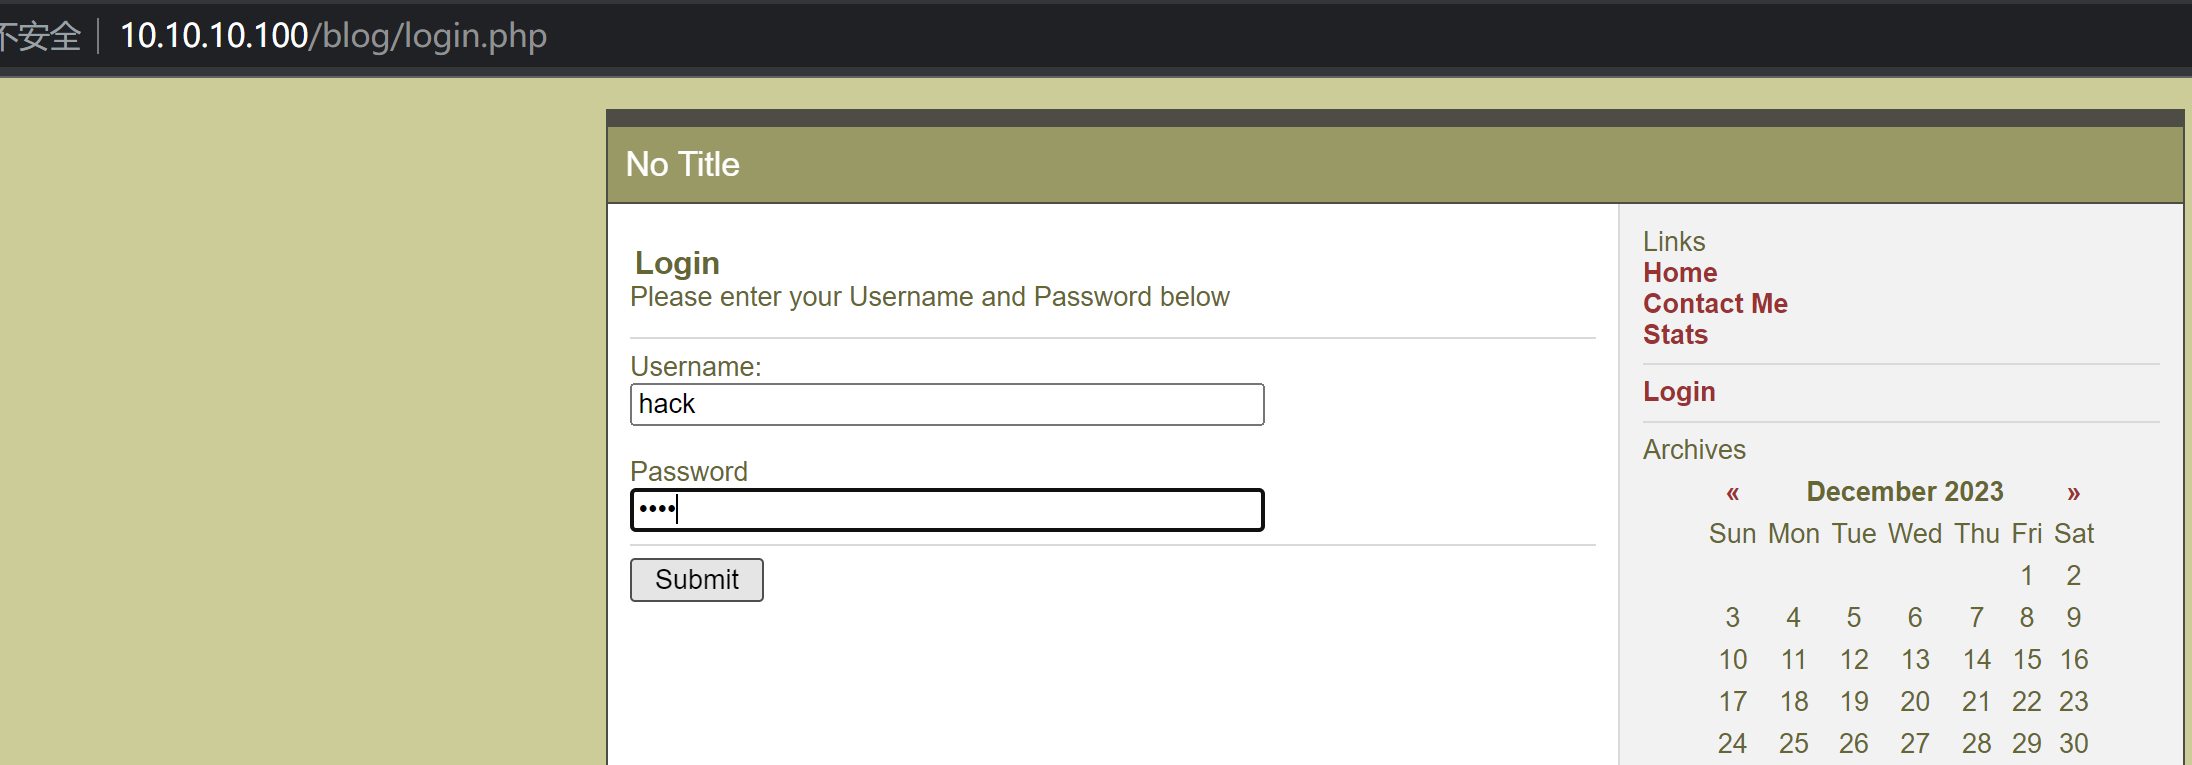 不安全 10.10.10.100/blog/login.php
No Title
Login
Please enter your Username and Password below
Username:
hack
Password
••••
Submit
Links
Home
Contact Me
Stats
Login
Archives
« December 2023 »
Sun Mon Tue Wed Thu Fri Sat
1 2
3 4 5 6 7 8 9
10 11 12 13 14 15 16
17 18 19 20 21 22 23
24 25 26 27 28 29 30